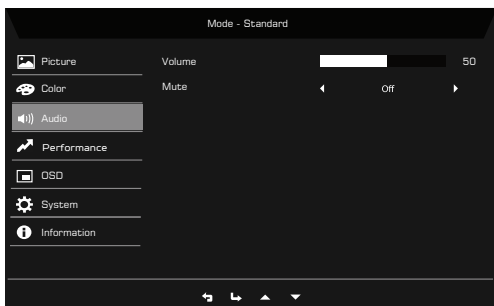 Mode - Standard
Picture
Color
Audio
Performance
OSD
System
Information
Volume 50
Mute Off